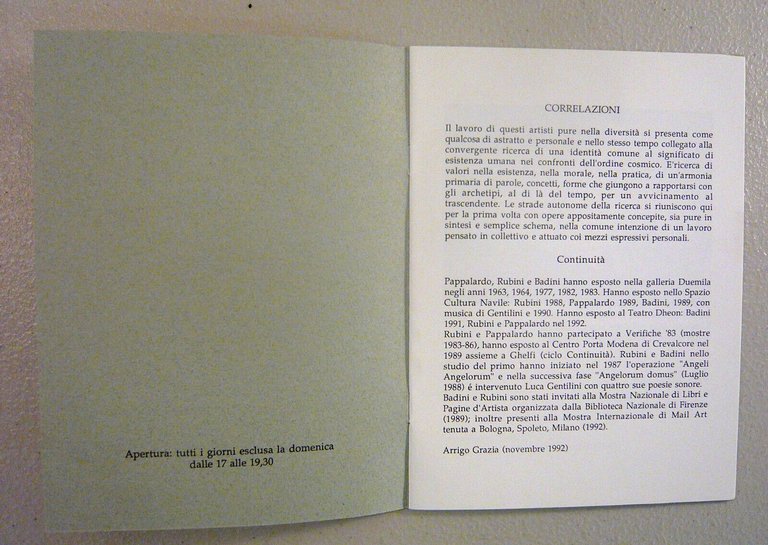 Apertura: tutti i giorni esclusa la domenica
dalle 17 alle 19,30
CORRELAZIONI
Il lavoro di questi artisti pure nella diversità si presenta come
qualcosa di astratto e personale e nello stesso tempo collegato alla
convergente ricerca di una identità comune al significato di
esistenza umana nei confronti dell'ordine cosmico. E'ricerca di
valori nella esistenza, nella morale, nella pratica, di un'armonia
primaria di parole, concetti, forme che giungono a rapportarsi con
gli archetipi, al di là del tempo, per un avvicinamento al
trascendente. Le strade autonome della ricerca si riuniscono qui
per la prima volta con opere appositamente concepite, sia pure in
sintesi e semplice schema, nella comune intenzione di un lavoro
pensato in collettivo e attuato coi mezzi espressivi personali.
Continuità
Pappalardo, Rubini e Badini hanno esposto nella galleria Duemila
negli anni 1963, 1964, 1977, 1982, 1983. Hanno esposto nello Spazio
Cultura Navile: Rubini 1988, Pappalardo 1989, Badini, 1989, con
musica di Gentilini e 1990. Hanno esposto al Teatro Dheon: Badini
1991, Rubini e Pappalardo nel 1992.
Rubini e Pappalardo hanno partecipato a Verifiche '83 (mostre
1983-86), hanno esposto al Centro Porta Modena di Crevalcore nel
1989 assieme a Ghelfi (ciclo Continuità). Rubini e Badini nello
studio del primo hanno iniziato nel 1987 l'operazione "Angeli
Angelorum" e nella successiva fase "Angelorum domus" (Luglio
1988) é intervenuto Luca Gentilini con quattro sue poesie sonore.
Badini e Rubini sono stati invitati alla Mostra Nazionale di Libri e
Pagine d'Artista organizzata dalla Biblioteca Nazionale di Firenze
(1989); inoltre presenti alla Mostra Internazionale di Mail Art
tenuta a Bologna, Spoleto, Milano (1992).
Arrigo Grazia (novembre 1992)